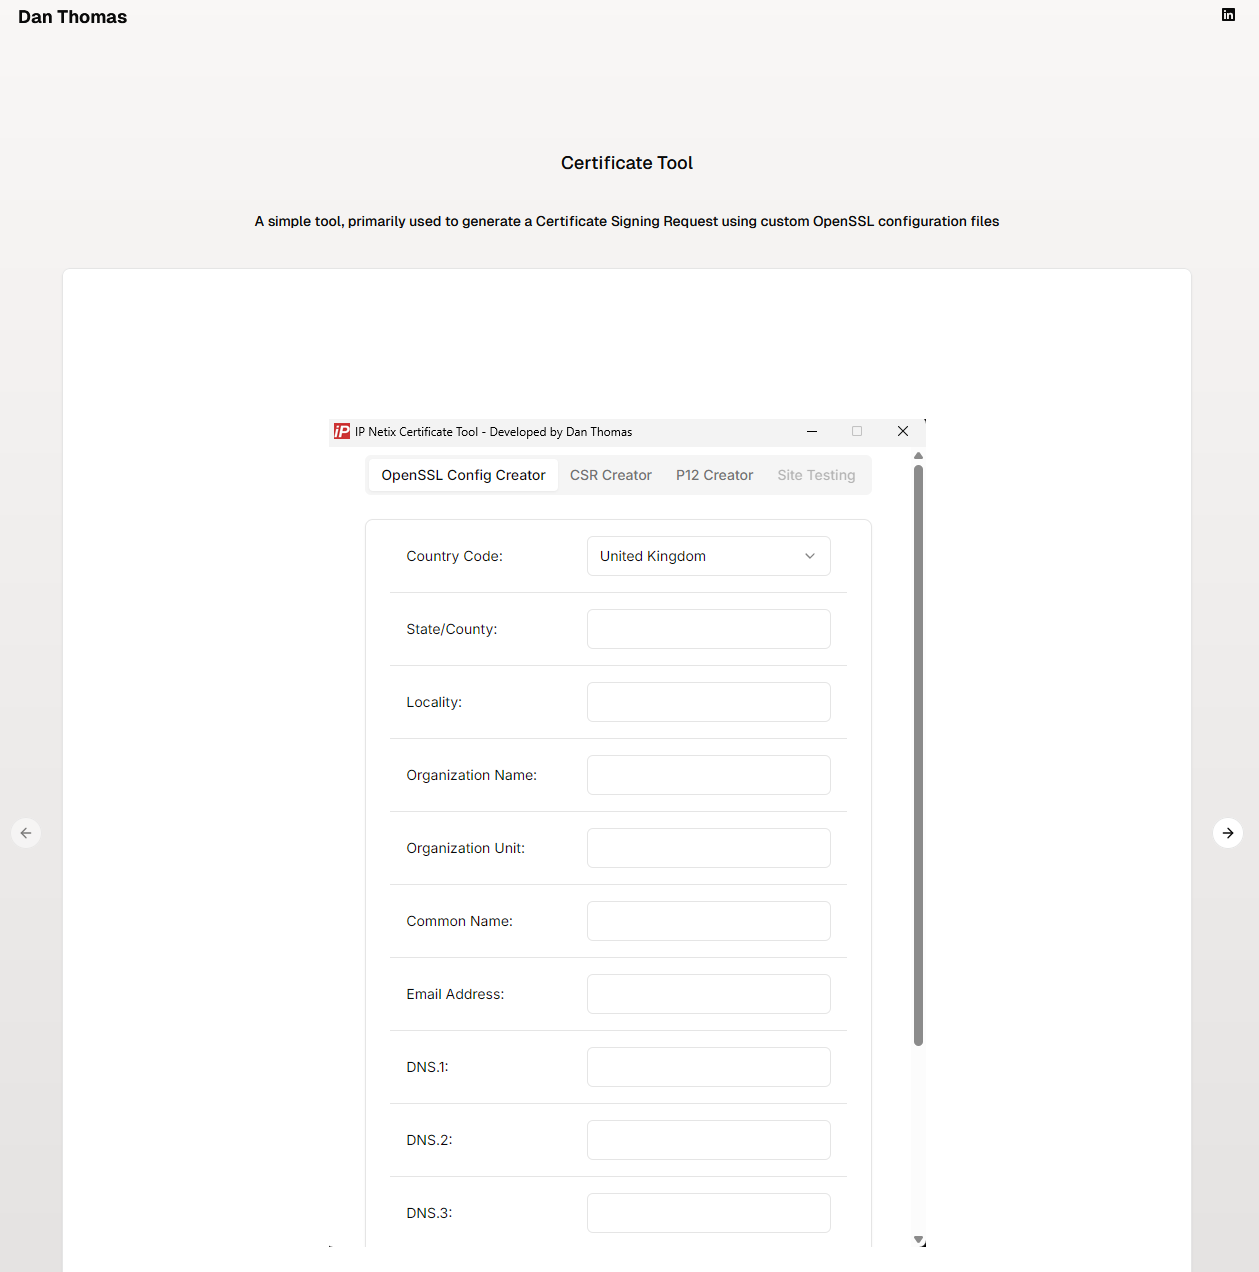 Dan Thomas
in
Certificate Tool
A simple tool, primarily used to generate a Certificate Signing Request using custom OpenSSL configuration files
iP IP Netix Certificate Tool - Developed by Dan Thomas
OpenSSL Config Creator CSR Creator P12 Creator Site Testing
Country Code: United Kingdom
State/County:
Locality:
Organization Name:
Organization Unit:
Common Name:
Email Address:
DNS.1:
DNS.2:
DNS.3: